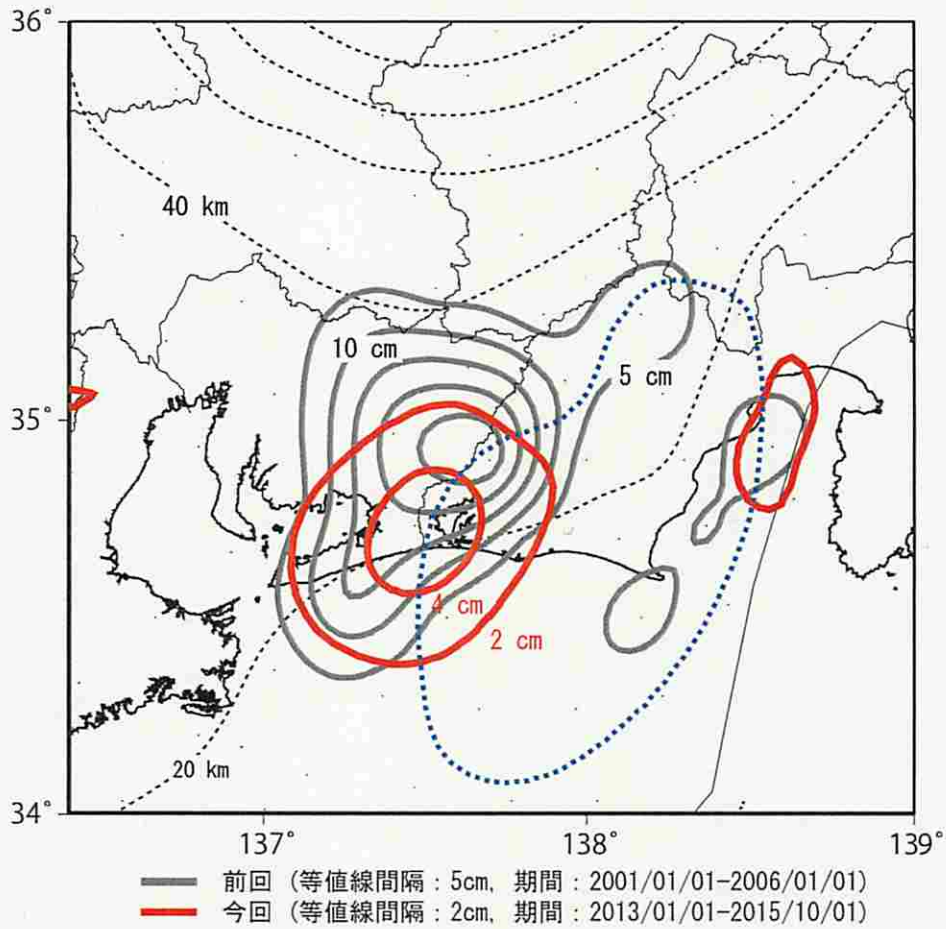 36°
40 km
10 cm
5 cm
35°
4 cm
2 cm
20 km
34°
137°
138°
139°
前回 (等値線間隔：5cm, 期間：2001/01/01-2006/01/01)
今回 (等値線間隔：2cm, 期間：2013/01/01-2015/10/01)